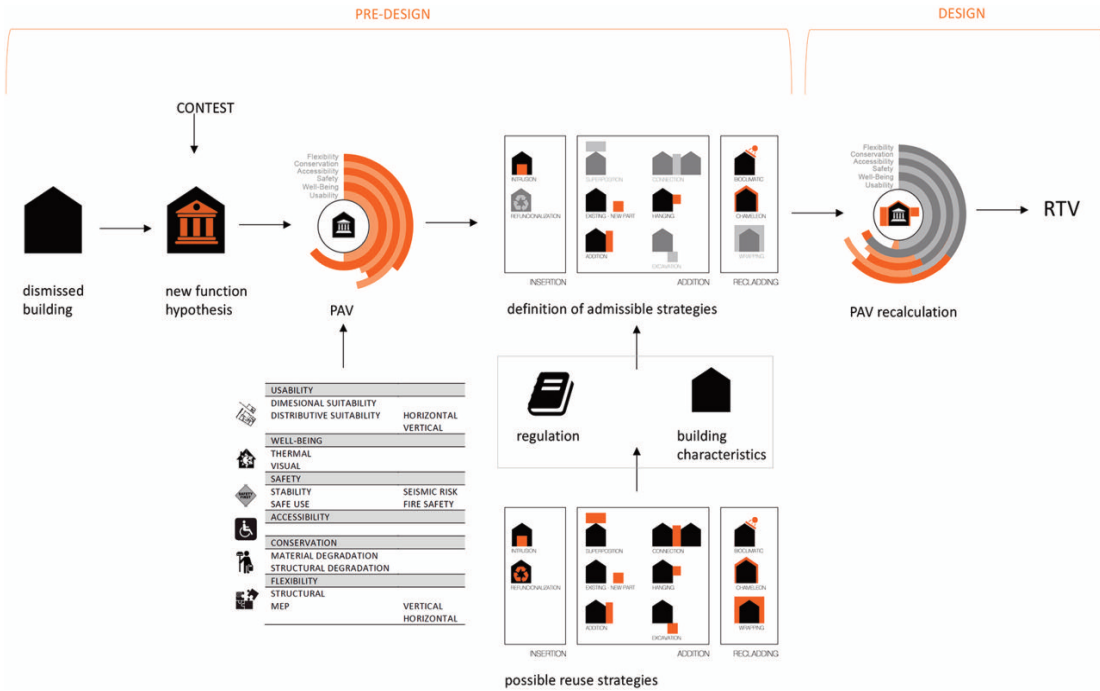 PRE-DESIGN
DESIGN
CONTEST
Flexibility
Conservation
Accessibility
Safety
Well-Being
Usability
dismissed
building
new function
hypothesis
PAV
INTRUSION
REFUNCIONALIZATION
INSERTION
SUPERPOSITION
CONNECTION
EXISTING - NEW PART
HANGING
ADDITION
EXCAVATION
ADDITION
BIOCLIMATIC
CHAMELEON
WRAPPING
RECLADDING
definition of admissible strategies
Flexibility
Conservation
Accessibility
Safety
Well-Being
Usability
PAV recalculation
RTV
USABILITY
DIMESIONAL SUITABILITY
DISTRIBUTIVE SUITABILITY HORIZONTAL
VERTICAL
WELL-BEING
THERMAL
VISUAL
SAFETY
STABILITY SEISMIC RISK
SAFE USE FIRE SAFETY
ACCESSIBILITY
CONSERVATION
MATERIAL DEGRADATION
STRUCTURAL DEGRADATION
FLEXIBILITY
STRUCTURAL
MEP VERTICAL
HORIZONTAL
SAFETY
FIRST
regulation
building
characteristics
INTRUSION
REFUNCIONALIZATION
INSERTION
SUPERPOSITION
CONNECTION
EXISTING - NEW PART
HANGING
ADDITION
EXCAVATION
ADDITION
BIOCLIMATIC
CHAMELEON
WRAPPING
RECLADDING
possible reuse strategies